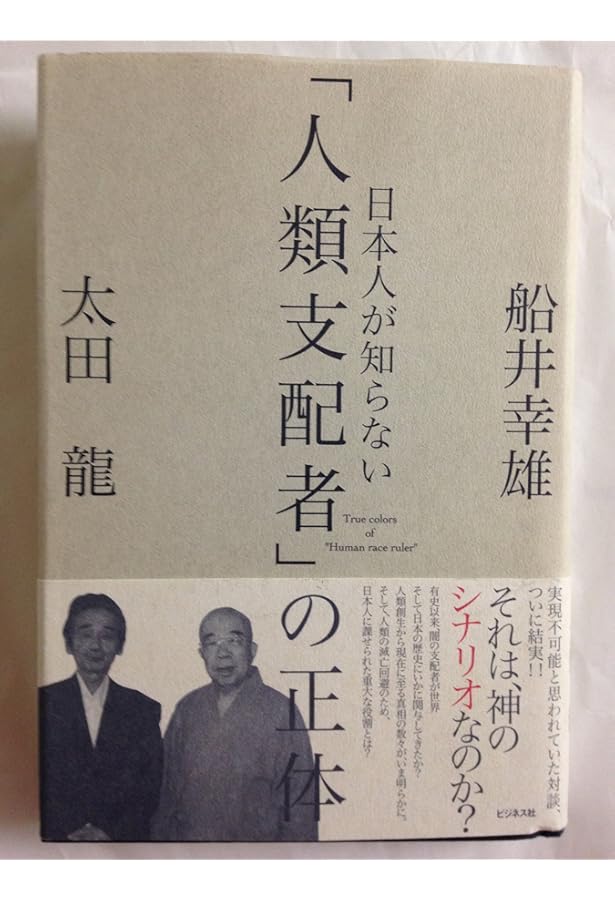 船井幸雄
日本人が知らない
「人類支配者」の正体
True colors
of
"Human race ruler"
太田 龍
実現不可能と思われていた対談、
ついに結実!!
それは、神の
シナリオなのか?
有史以来、闇の支配者が世界
そして日本の歴史にいかに関与してきたか?
人類創生から現在に至る真相の数々がいま明らかに。
そして、人類の滅亡回避のため、
日本人に課せられた重大な役割とは?
ビジネス社